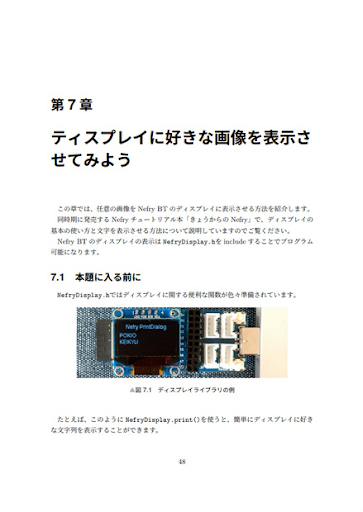 第 7 章
ディスプレイに好きな画像を表示さ
せてみよう
この章では、任意の画像を Nefry BT のディスプレイに表示させる方法を紹介します。
同時期に発売する Nefry チュートリアル本「きょうからの Nefry」で、ディスプレイの
基本の使い方と文字を表示させる方法について説明していますのでご覧ください。
Nefry BT のディスプレイの表示は NefryDisplay.h を include することでプログラム
可能になります。
7.1 本題に入る前に
NefryDisplay.hではディスプレイに関する便利な関数が色々準備されています。
Nefry PrintDialog
POKIO
KEIKYU
▲図 7.1 ディスプレイライブラリの例
たとえば、このように NefryDisplay.print()を使うと、簡単にディスプレイに好き
な文字列を表示することができます。
48